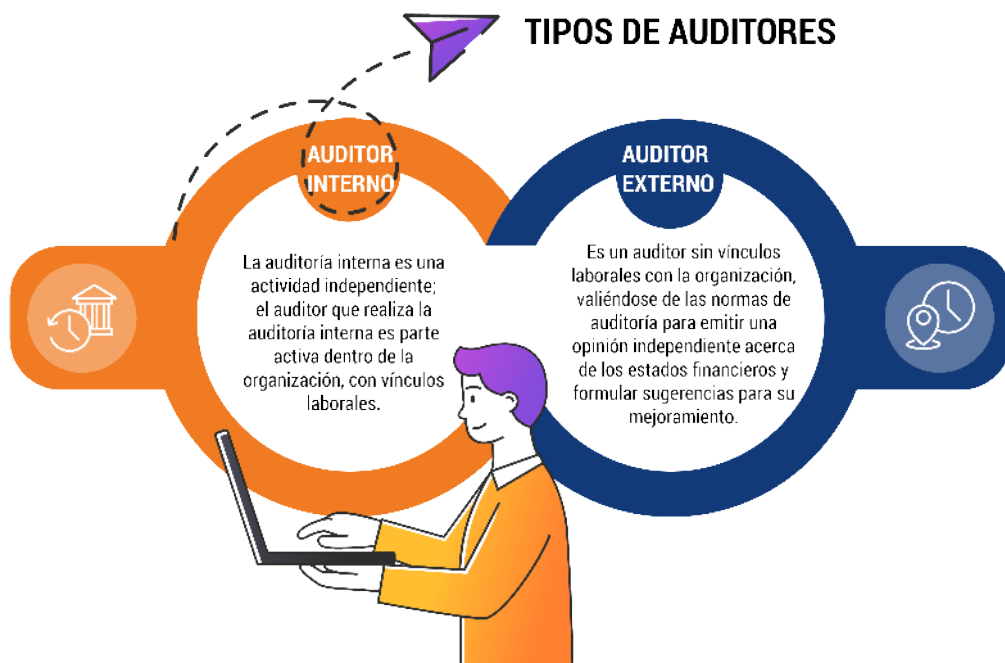 TIPOS DE AUDITORES
AUDITOR
INTERNO
La auditoría interna es una
actividad independiente;
el auditor que realiza la
auditoría interna es parte
activa dentro de la
organización, con vínculos
laborales.
AUDITOR
EXTERNO
Es un auditor sin vínculos
laborales con la organización,
valiéndose de las normas de
auditoría para emitir una
opinión independiente acerca
de los estados financieros y
formular sugerencias para su
mejoramiento.